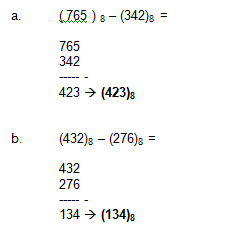 a. (765 ) 8 – (342)8 =
765
342
----- -
423 → (423)8
b. (432)8 – (276)8 =
432
276
----- -
134 → (134)8